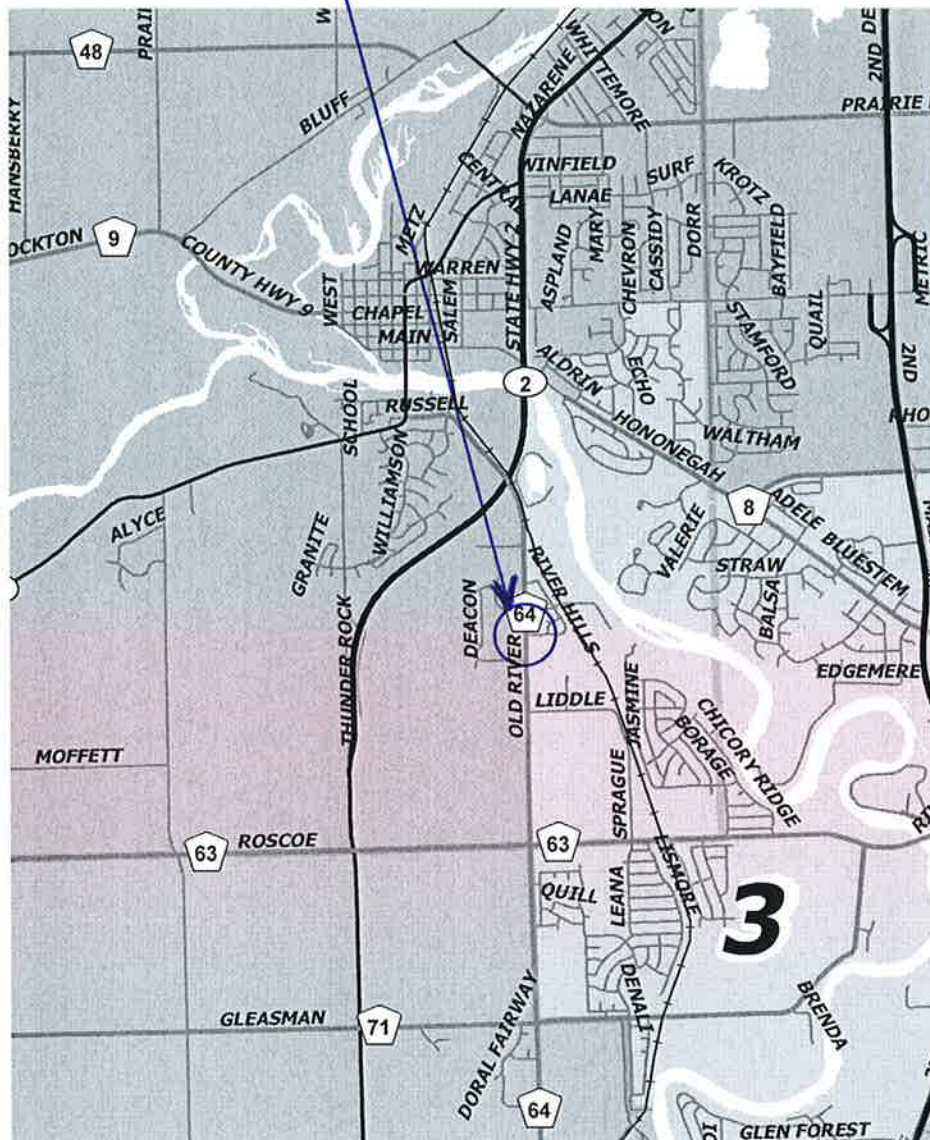 48
PRAIRIE
HANSBERRY
BLUFF
WHITTEMORE
NAZARENE
2ND
PRAIRIE
CENTRAL
WINFIELD
LANAE
SURF
KROTZ
9
COUNTY HWY 9
METZ
WARREN
WEST
CHAPEL
MAIN
SALEM
STATE HWY 2
ASPLAND
MARY
CHEVRON
CASSIDY
DORR
BAYFIELD
METRIC
STAMFORD
QUAIL
2ND
ALDRIN
ECHO
2
RUSSELL
SCHOOL
WILLIAMSON
HONONEGAH
WALTHAM
8
ADELE
BLUESTEM
ALYCE
GRANITE
VALERIE
STRAW
BALSA
DEACON
64
RIVER HILLS
THUNDER ROCK
OLD RIVER
LIDDLE
JASMINE
EDGEMERE
CHICORY RIDGE
BORAGE
MOFFETT
SPRAGUE
63
ROSCOE
63
LISMORE
QUILL
LEANA
3
DENALI
BRENDA
GLEASMAN
71
DORAL FAIRWAY
64
GLEN FOREST